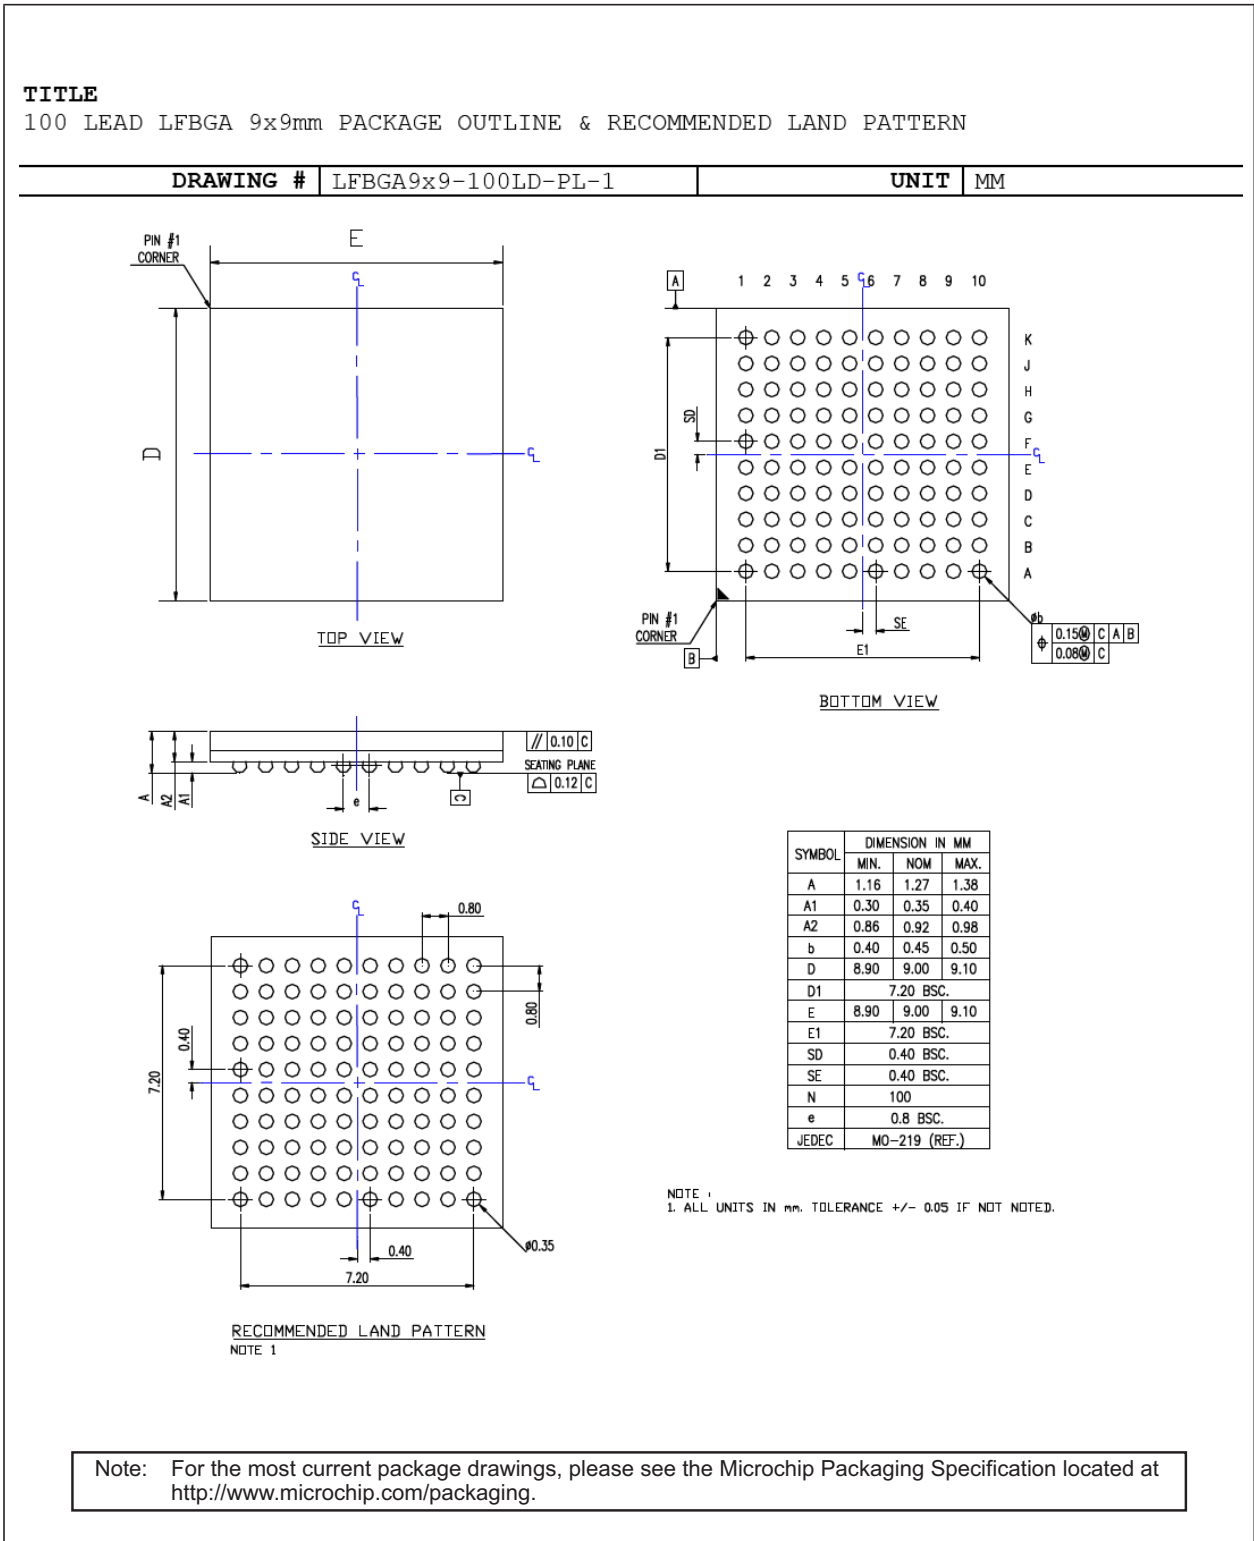 TITLE
100 LEAD LFBGA 9x9mm PACKAGE OUTLINE & RECOMMENDED LAND PATTERN
DRAWING # LFBGA9x9-100LD-PL-1 UNIT MM
PIN #1
CORNER
E
CL
D
CL
TOP VIEW
A
1 2 3 4 5 CL 6 7 8 9 10
K
J
H
G
F
CL
E
D
C
B
A
SD
D1
PIN #1
CORNER
B
SE
E1
øb
⌖ 0.15Ⓜ C A B
0.08Ⓜ C
BOTTOM VIEW
// 0.10 C
SEATING PLANE
⌓ 0.12 C
A
A2
A1
e
C
SIDE VIEW
SYMBOL DIMENSION IN MM
MIN. NOM MAX.
A 1.16 1.27 1.38
A1 0.30 0.35 0.40
A2 0.86 0.92 0.98
b 0.40 0.45 0.50
D 8.90 9.00 9.10
D1 7.20 BSC.
E 8.90 9.00 9.10
E1 7.20 BSC.
SD 0.40 BSC.
SE 0.40 BSC.
N 100
e 0.8 BSC.
JEDEC MO-219 (REF.)
CL
0.80
0.80
0.40
7.20
CL
0.40
7.20
ø0.35
RECOMMENDED LAND PATTERN
NOTE 1
NOTE :
1. ALL UNITS IN mm. TOLERANCE +/- 0.05 IF NOT NOTED.
Note: For the most current package drawings, please see the Microchip Packaging Specification located at
http://www.microchip.com/packaging.